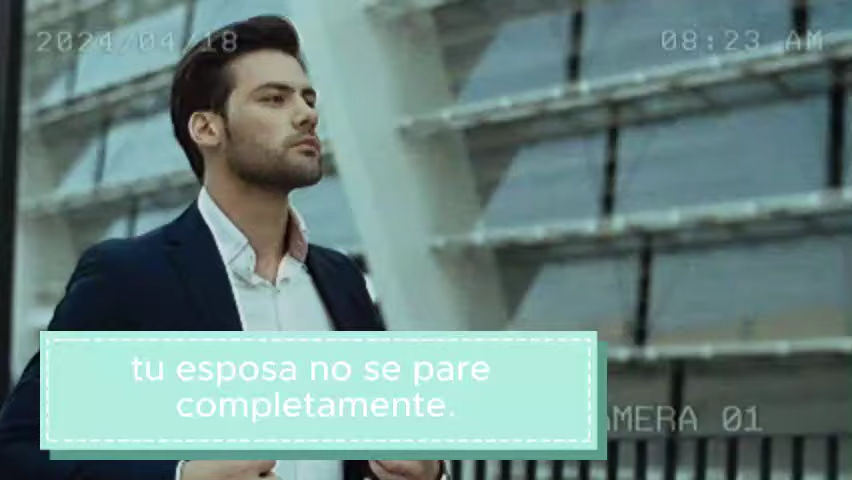 2024/04/18
08:23 AM
tu esposa no se pare
completamente.
AMERA 01